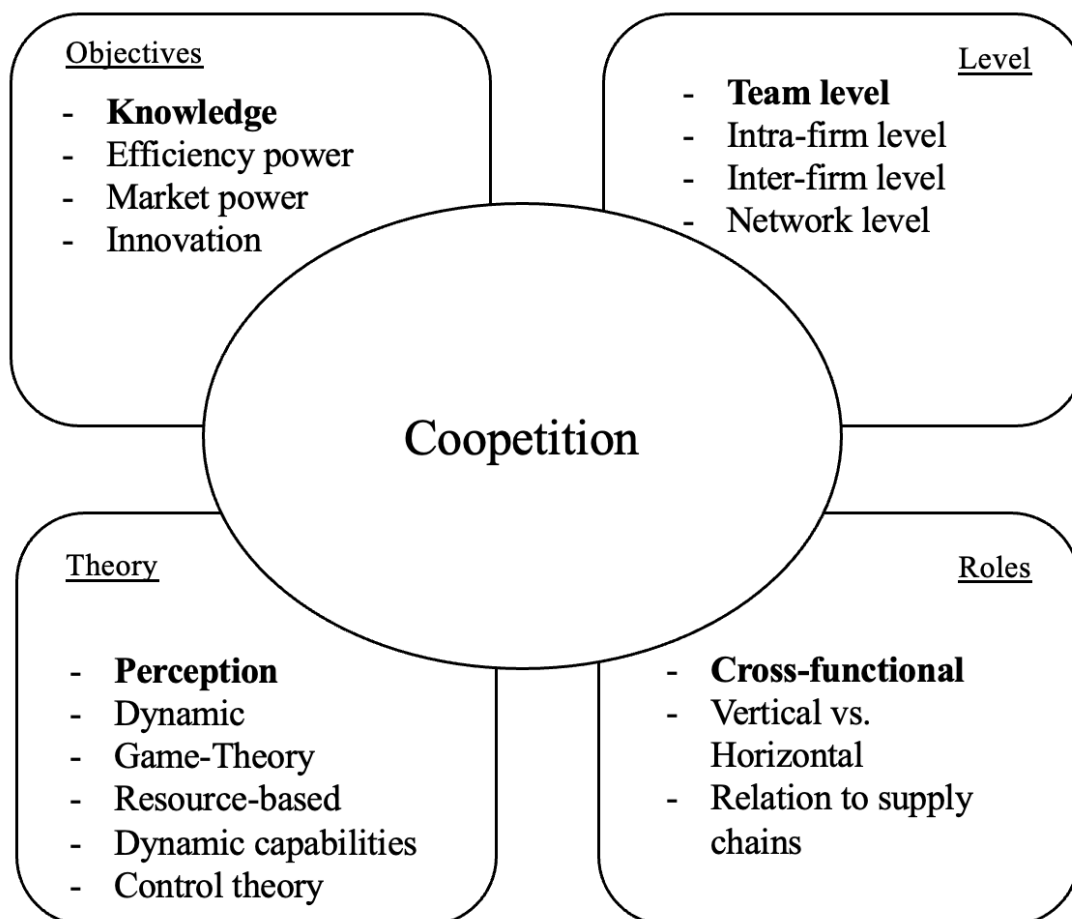 Objectives
- Knowledge
- Efficiency power
- Market power
- Innovation
Level
- Team level
- Intra-firm level
- Inter-firm level
- Network level
Coopetition
Theory
- Perception
- Dynamic
- Game-Theory
- Resource-based
- Dynamic capabilities
- Control theory
Roles
- Cross-functional
- Vertical vs.
Horizontal
- Relation to supply
chains